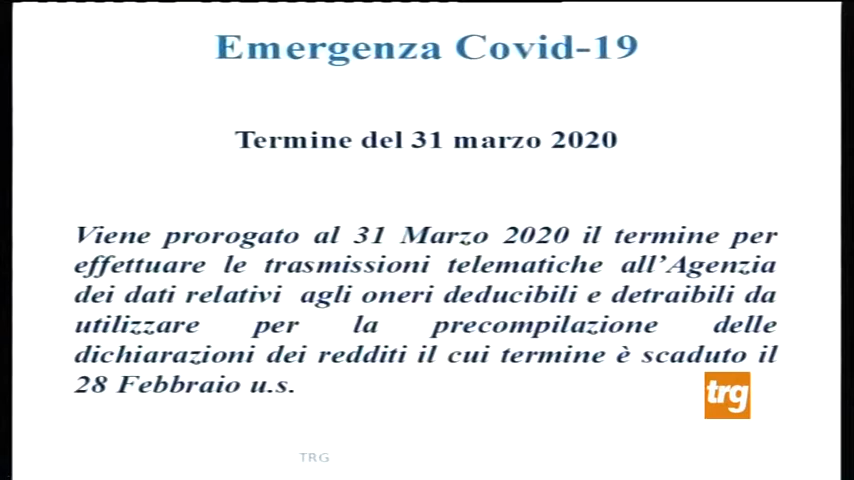 Emergenza Covid-19
Termine del 31 marzo 2020
Viene prorogato al 31 Marzo 2020 il termine per
effettuare le trasmissioni telematiche all'Agenzia
dei dati relativi agli oneri deducibili e detraibili da
utilizzare per la precompilazione delle
dichiarazioni dei redditi il cui termine è scaduto il
28 Febbraio u.s.
trg
TRG